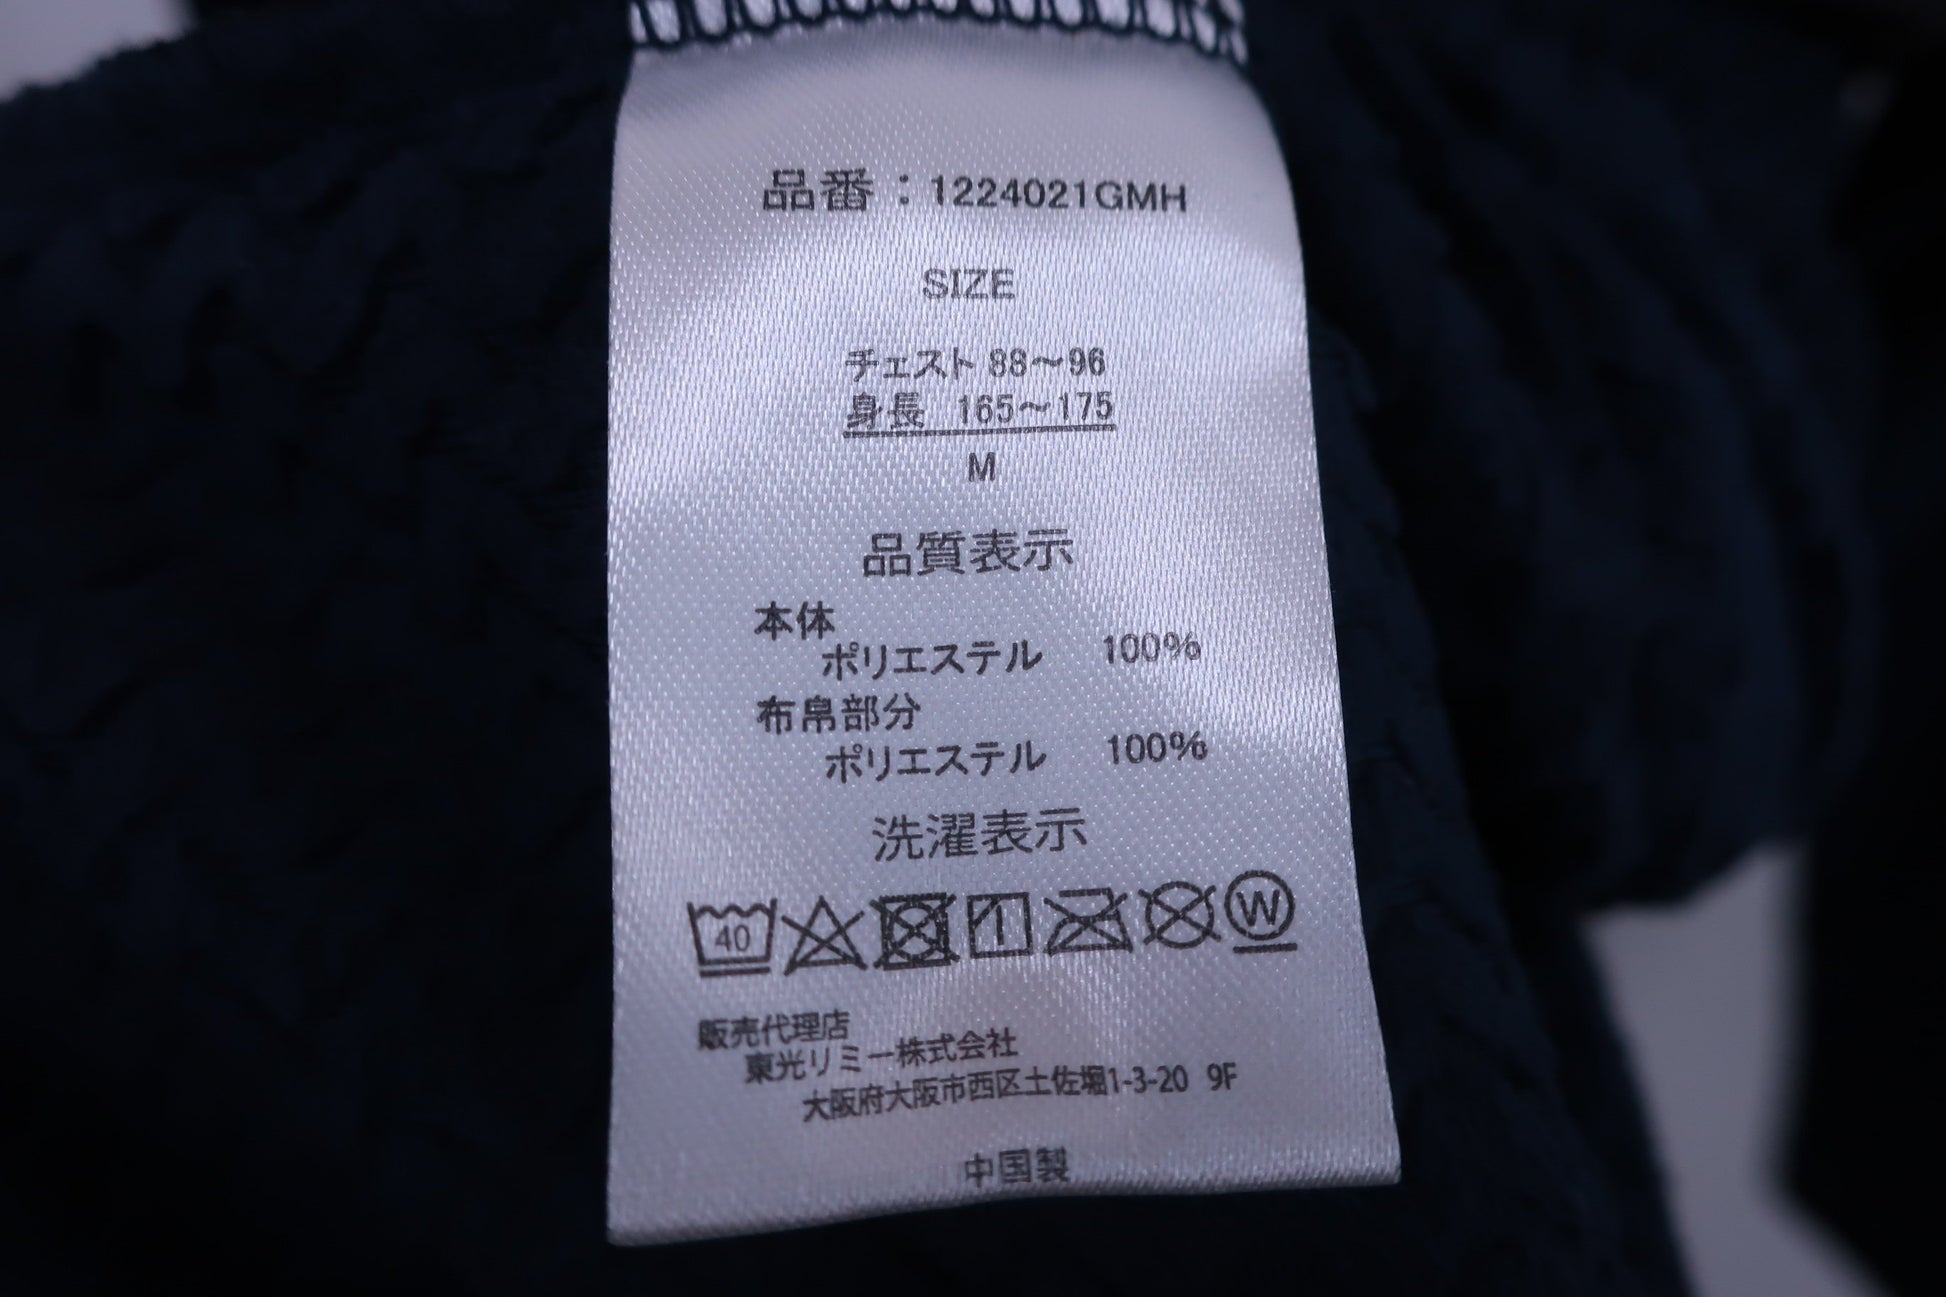 品番：1224021GMH
SIZE
チェスト 88～96
身長 165～175
M
品質表示
本体
ポリエステル 100%
布帛部分
ポリエステル 100%
洗濯表示
40 W
販売代理店
東光リミー株式会社
大阪府大阪市西区土佐堀1-3-20 9F
中国製